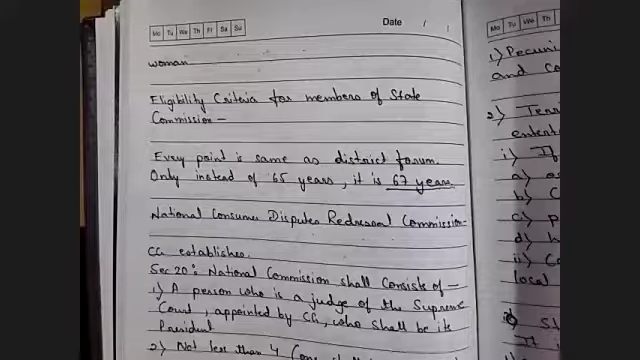 Mo Tu We Th Fr Sa Su
Date / /
woman
Eligibility Criteria for members of State
Commission -
Every point is same as district forum.
Only instead of 65 years, it is 67 years.
National Consumer Disputes Redressal Commission-
CG establishes.
Sec 20: National Commission shall consists of -
1) A person who is a judge of the Supreme
Court, appointed by CG, who shall be its
President
2) Not less than 4
Mo Tu We Th
1) Pecuni
and co
2)
i) If
a)
b) C
c) p
d) h
ii) Co
local